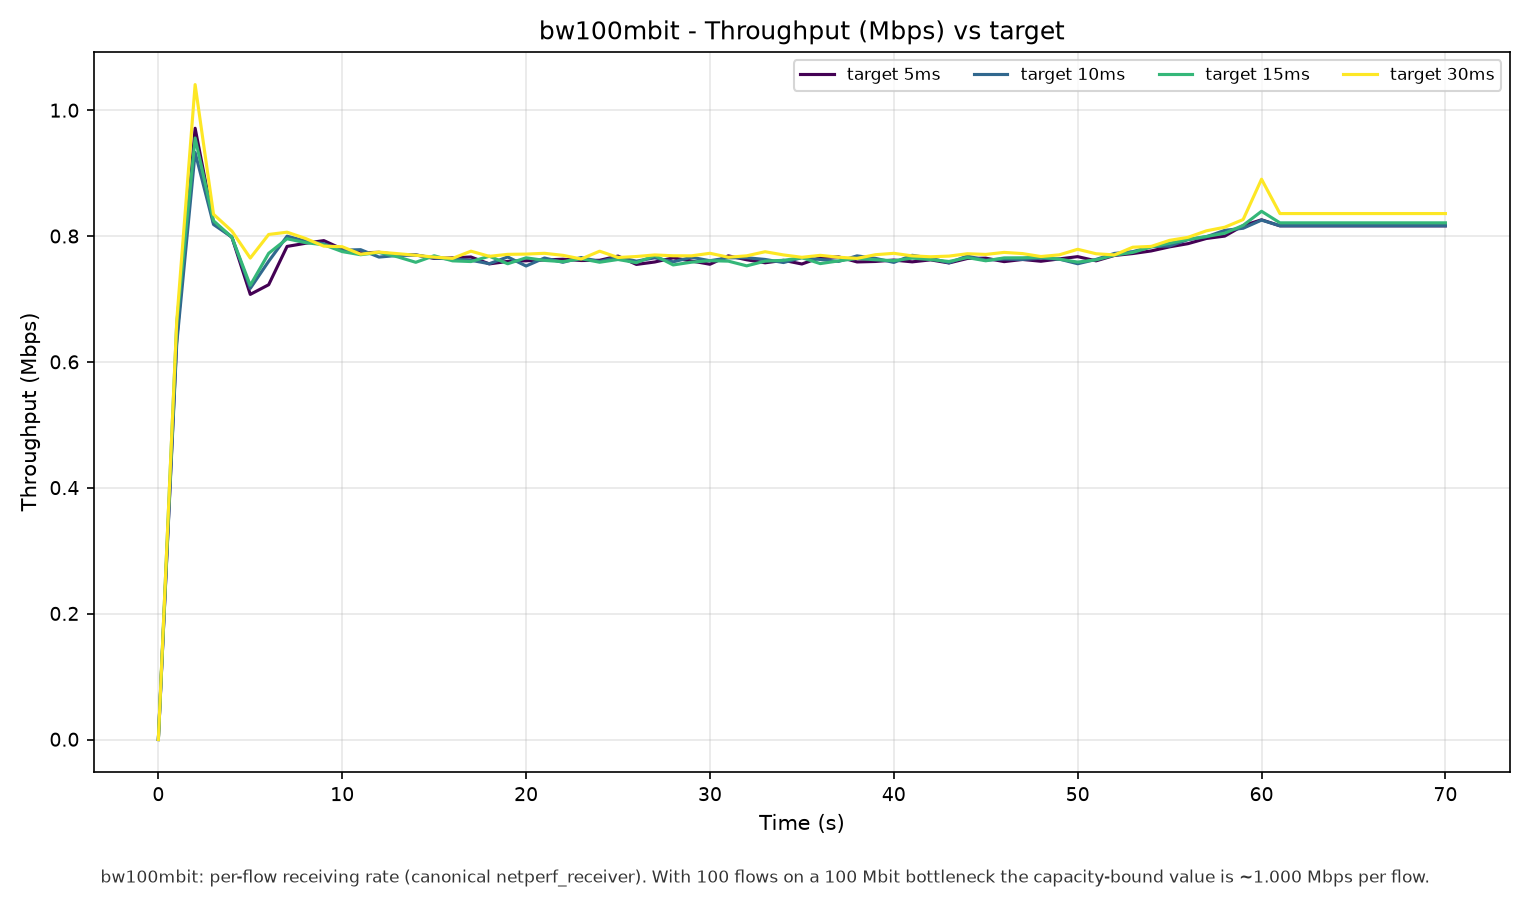 bw100mbit - Throughput (Mbps) vs target
target 5ms
target 10ms
target 15ms
target 30ms
Throughput (Mbps)
1.0
0.8
0.6
0.4
0.2
0.0
0 10 20 30 40 50 60 70
Time (s)
bw100mbit: per-flow receiving rate (canonical netperf_receiver). With 100 flows on a 100 Mbit bottleneck the capacity-bound value is ~1.000 Mbps per flow.